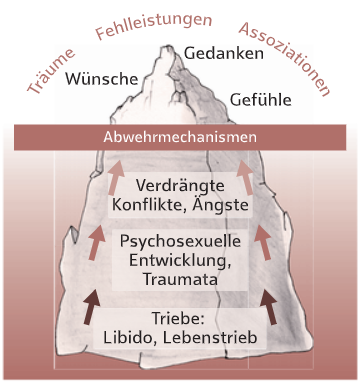 Träume
Fehlleistungen
Assoziationen
Gedanken
Wünsche
Gefühle
Abwehrmechanismen
Verdrängte
Konflikte, Ängste
Psychosexuelle
Entwicklung,
Traumata
Triebe:
Libido, Lebenstrieb